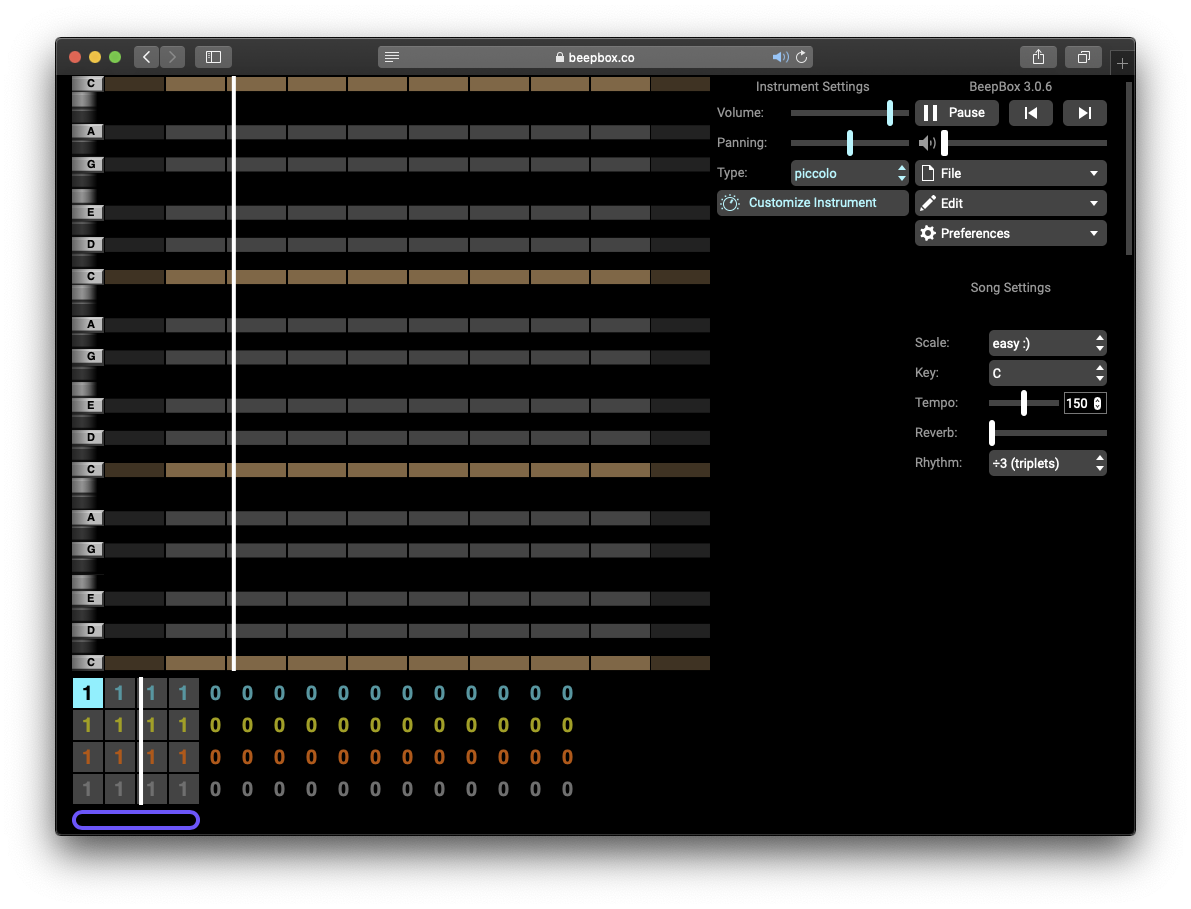 beepbox.co
C
A
G
E
D
C
A
G
E
D
C
A
G
E
D
C
Instrument Settings
Volume:
Panning:
Type: piccolo
Customize Instrument
BeepBox 3.0.6
Pause
File
Edit
Preferences
Song Settings
Scale: easy :)
Key: C
Tempo: 150
Reverb:
Rhythm: ÷3 (triplets)
1 1 1 1 0 0 0 0 0 0 0 0 0 0 0 0
1 1 1 1 0 0 0 0 0 0 0 0 0 0 0 0
1 1 1 1 0 0 0 0 0 0 0 0 0 0 0 0
1 1 1 1 0 0 0 0 0 0 0 0 0 0 0 0